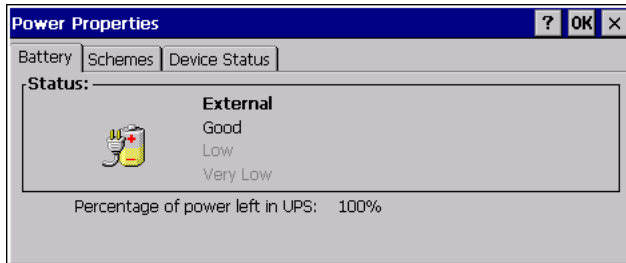 Power Properties ? OK ×
Battery Schemes Device Status
Status:
External
Good
Low
Very Low
Percentage of power left in UPS: 100%